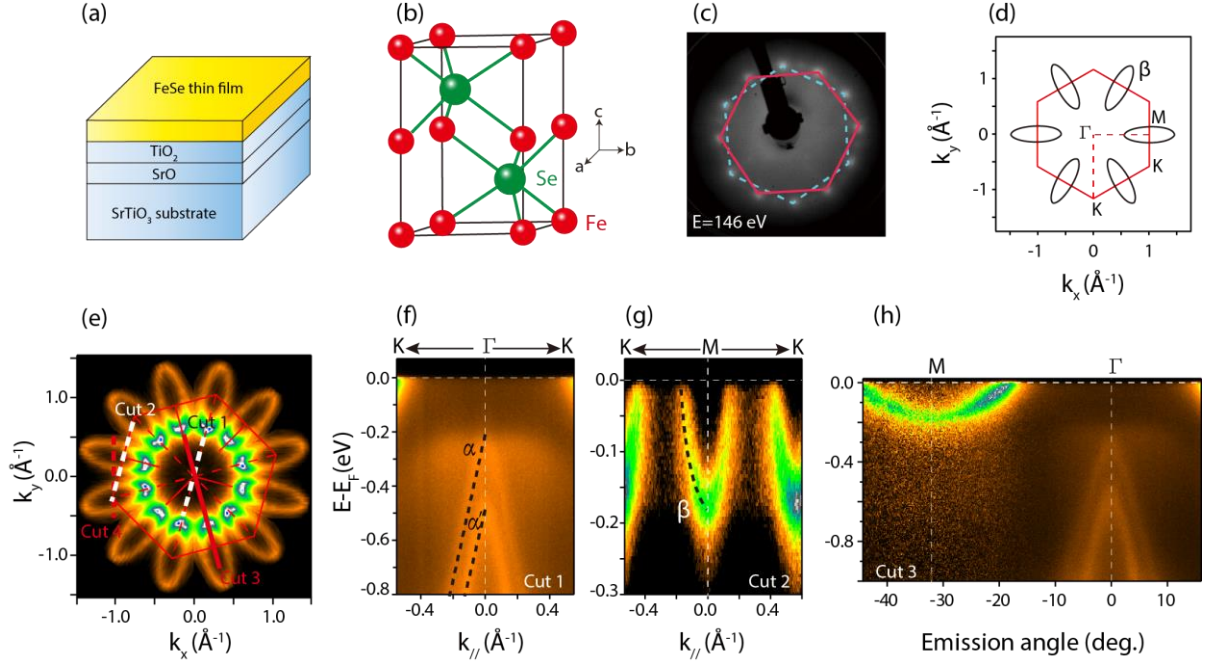 (a)
FeSe thin film
TiO2
SrO
SrTiO3 substrate
(b)
c
b
a
Se
Fe
(c)
E=146 eV
(d)
ky (Å-1)
1
0
-1
Γ
β
M
K
K
-1 0 1
kx (Å-1)
(e)
ky (Å-1)
1.0
0.0
-1.0
Cut 2
Cut 1
Cut 4
Cut 3
-1.0 0.0 1.0
kx (Å-1)
(f)
K Γ K
E-EF(eV)
0.0
-0.2
-0.4
-0.6
-0.8
α
α'
Cut 1
-0.4 0.0 0.4
k// (Å-1)
(g)
K M K
0.0
-0.1
-0.2
-0.3
β
Cut 2
-0.4 0.0 0.4
k// (Å-1)
(h)
M Γ
0.0
-0.2
-0.4
-0.6
-0.8
Cut 3
-40 -30 -20 -10 0 10
Emission angle (deg.)